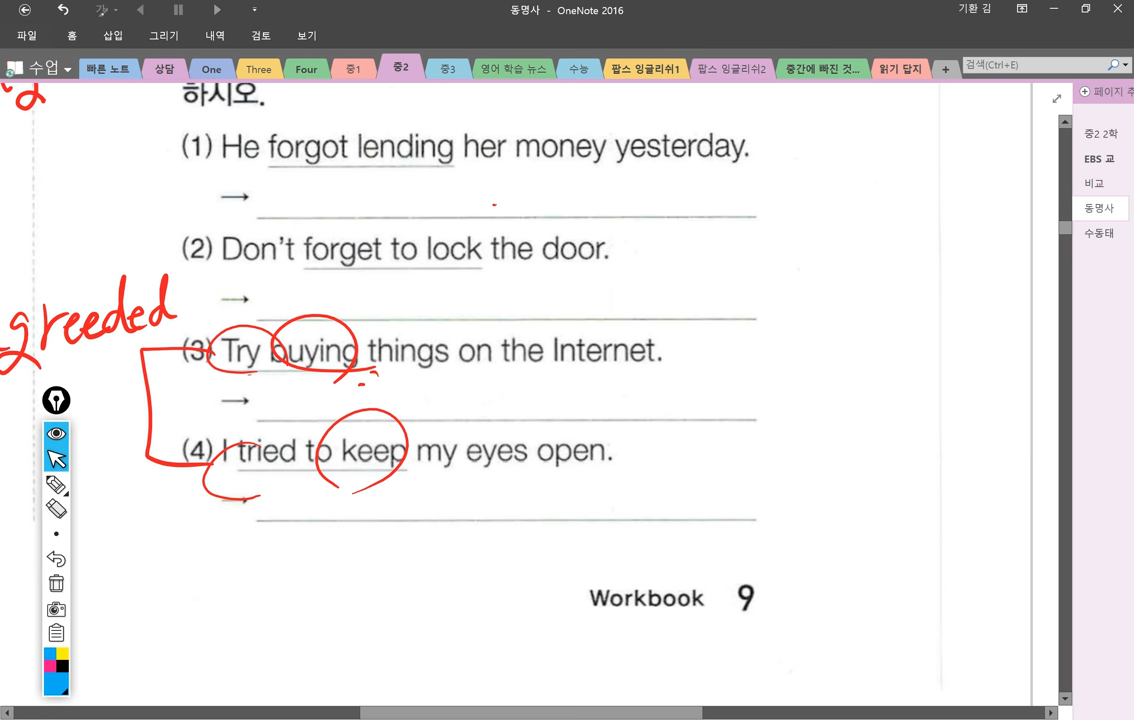 동명사 - OneNote 2016
기환 김
파일 홈 삽입 그리기 내역 검토 보기
수업 빠른 노트 상담 One Three Four 중1 중2 중3 영어 학습 뉴스 수능 팝스 잉글리쉬1 팝스 잉글리쉬2 중간에 빠진 것... 읽기 답지 + 검색(Ctrl+E)
페이지 추
중2 2학
EBS 교
비교
동명사
수동태
하시오.
(1) He forgot lending her money yesterday.
→
(2) Don't forget to lock the door.
→
greeded
(3) Try buying things on the Internet.
→
(4) I tried to keep my eyes open.
→
Workbook 9